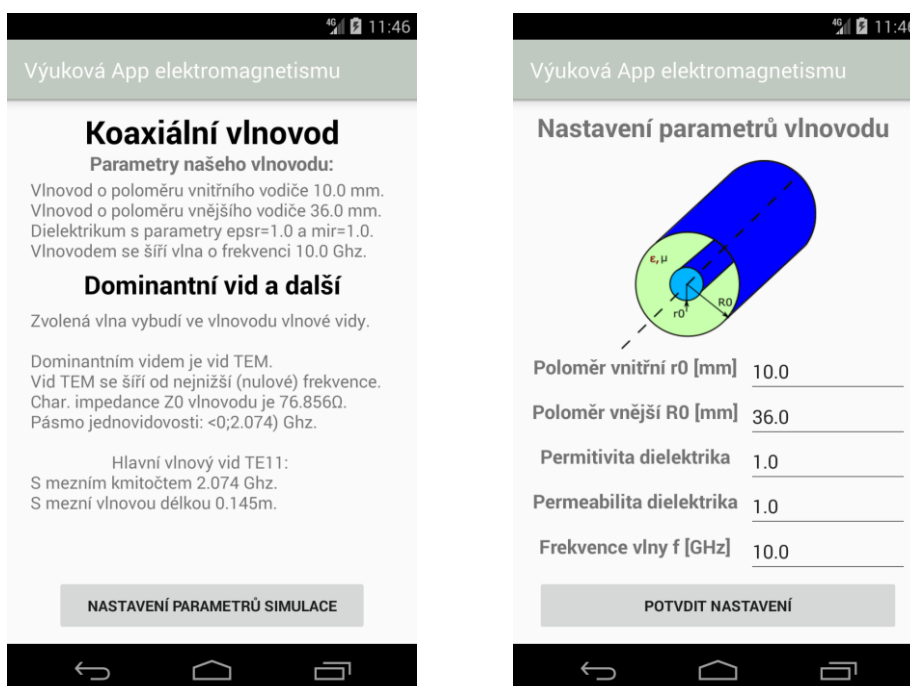 4G 11:46
Výuková App elektromagnetismu
Koaxiální vlnovod
Parametry našeho vlnovodu:
Vlnovod o poloměru vnitřního vodiče 10.0 mm.
Vlnovod o poloměru vnějšího vodiče 36.0 mm.
Dielektrikum s parametry epsr=1.0 a mir=1.0.
Vlnovodem se šíří vlna o frekvenci 10.0 Ghz.
Dominantní vid a další
Zvolená vlna vybudí ve vlnovodu vlnové vidy.
Dominantním videm je vid TEM.
Vid TEM se šíří od nejnižší (nulové) frekvence.
Char. impedance Z0 vlnovodu je 76.856Ω.
Pásmo jednovidovosti: <0;2.074) Ghz.
Hlavní vlnový vid TE11:
S mezním kmitočtem 2.074 Ghz.
S mezní vlnovou délkou 0.145m.
NASTAVENÍ PARAMETRŮ SIMULACE
4G 11:46
Výuková App elektromagnetismu
Nastavení parametrů vlnovodu
ε,μ
R0
r0
Poloměr vnitřní r0 [mm] 10.0
Poloměr vnější R0 [mm] 36.0
Permitivita dielektrika 1.0
Permeabilita dielektrika 1.0
Frekvence vlny f [GHz] 10.0
POTVDIT NASTAVENÍ